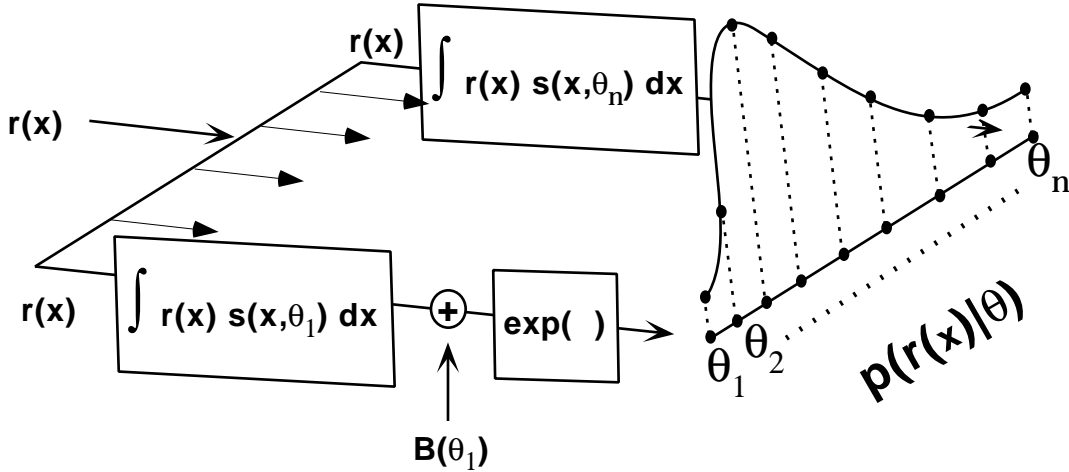 r(x)
∫ r(x) s(x,θn) dx
r(x)
∫ r(x) s(x,θ1) dx
r(x)
+
exp( )
B(θ1)
θ1
θ2
θn
p(r(x)|θ)